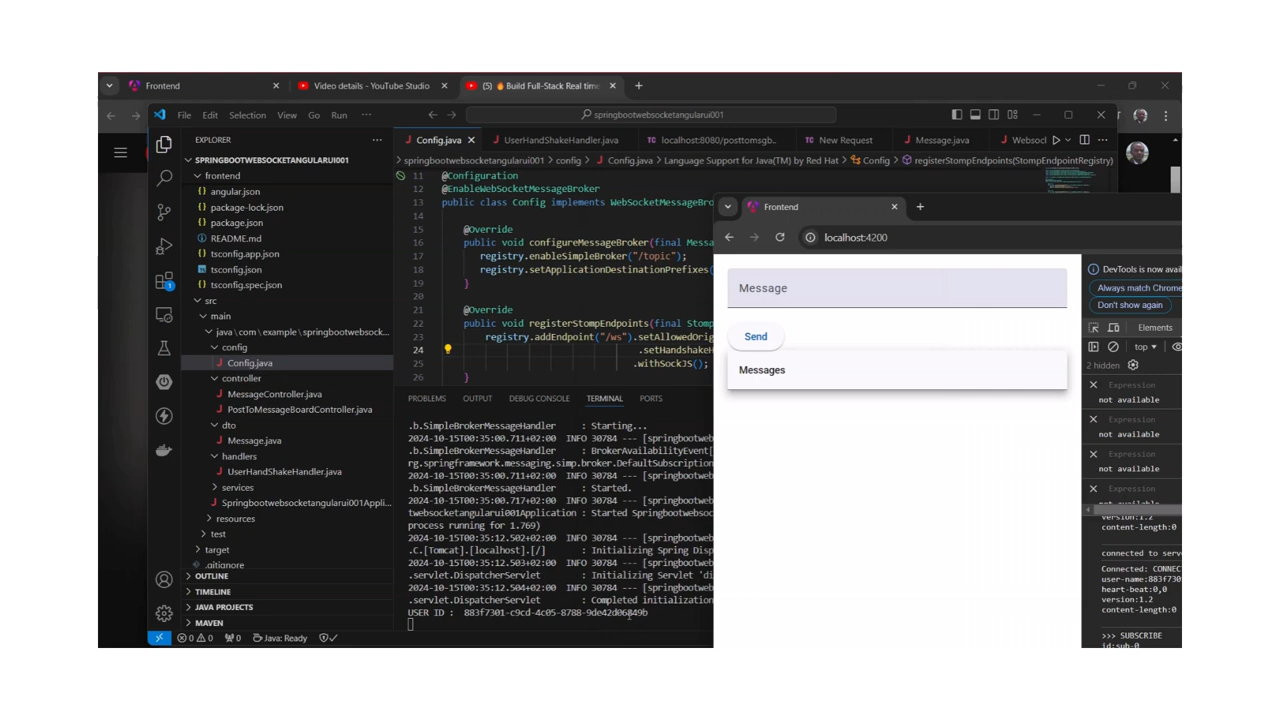 Frontend
Video details - YouTube Studio
(5) 🔥 Build Full-Stack Real time
File Edit Selection View Go Run
springbootwebsocketangularui001
EXPLORER
Config.java
UserHandShakeHandler.java
localhost:8080/posttomsgb...
New Request
Message.java
Websocl
SPRINGBOOTWEBSOCKETANGULARUI001
springbootwebsocketangularui001 > config > Config.java > Language Support for Java(TM) by Red Hat > Config > registerStompEndpoints(StompEndpointRegistry)
frontend
angular.json
package-lock.json
package.json
README.md
tsconfig.app.json
tsconfig.json
tsconfig.spec.json
src
main
java\com\example\springbootwebsock...
config
Config.java
controller
MessageController.java
PostToMessageBoardController.java
dto
Message.java
handlers
UserHandShakeHandler.java
services
Springbootwebsocketangularui001Appli...
resources
test
target
.gitignore
OUTLINE
TIMELINE
JAVA PROJECTS
MAVEN
11 @Configuration
12 @EnableWebSocketMessageBroker
13 public class Config implements WebSocketMessageBro
14
15 @Override
16 public void configureMessageBroker(final Messa
17 registry.enableSimpleBroker("/topic");
18 registry.setApplicationDestinationPrefixes(
19 }
20
21 @Override
22 public void registerStompEndpoints(final Stomp
23 registry.addEndpoint("/ws").setAllowedOrig
24 .setHandshakeH
25 .withSockJS();
26 }
PROBLEMS OUTPUT DEBUG CONSOLE TERMINAL PORTS
.b.SimpleBrokerMessageHandler : Starting...
2024-10-15T00:35:00.711+02:00 INFO 30784 --- [springbootweb
.b.SimpleBrokerMessageHandler : BrokerAvailabilityEvent[
rg.springframework.messaging.simp.broker.DefaultSubscription
2024-10-15T00:35:00.711+02:00 INFO 30784 --- [springbootweb
.b.SimpleBrokerMessageHandler : Started.
2024-10-15T00:35:00.717+02:00 INFO 30784 --- [springbootweb
twebsocketangularui001Application : Started Springbootwebsoc
process running for 1.769)
2024-10-15T00:35:12.502+02:00 INFO 30784 --- [springbootweb
.C.[Tomcat].[localhost].[/] : Initializing Spring Disp
2024-10-15T00:35:12.503+02:00 INFO 30784 --- [springbootweb
.servlet.DispatcherServlet : Initializing Servlet 'di
2024-10-15T00:35:12.504+02:00 INFO 30784 --- [springbootweb
.servlet.DispatcherServlet : Completed initialization
USER ID : 883f7301-c9cd-4c05-8788-9de42d06849b
0 0 0 Java: Ready
Frontend
localhost:4200
Message
Send
Messages
DevTools is now avail
Always match Chrome
Don't show again
Elements
top
2 hidden
Expression
not available
Expression
not available
Expression
not available
Expression
not available
version:1.2
content-length:0
connected to serv
Connected: CONNEC
user-name:883f730
heart-beat:0,0
version:1.2
content-length:0
>>> SUBSCRIBE
id:sub-0